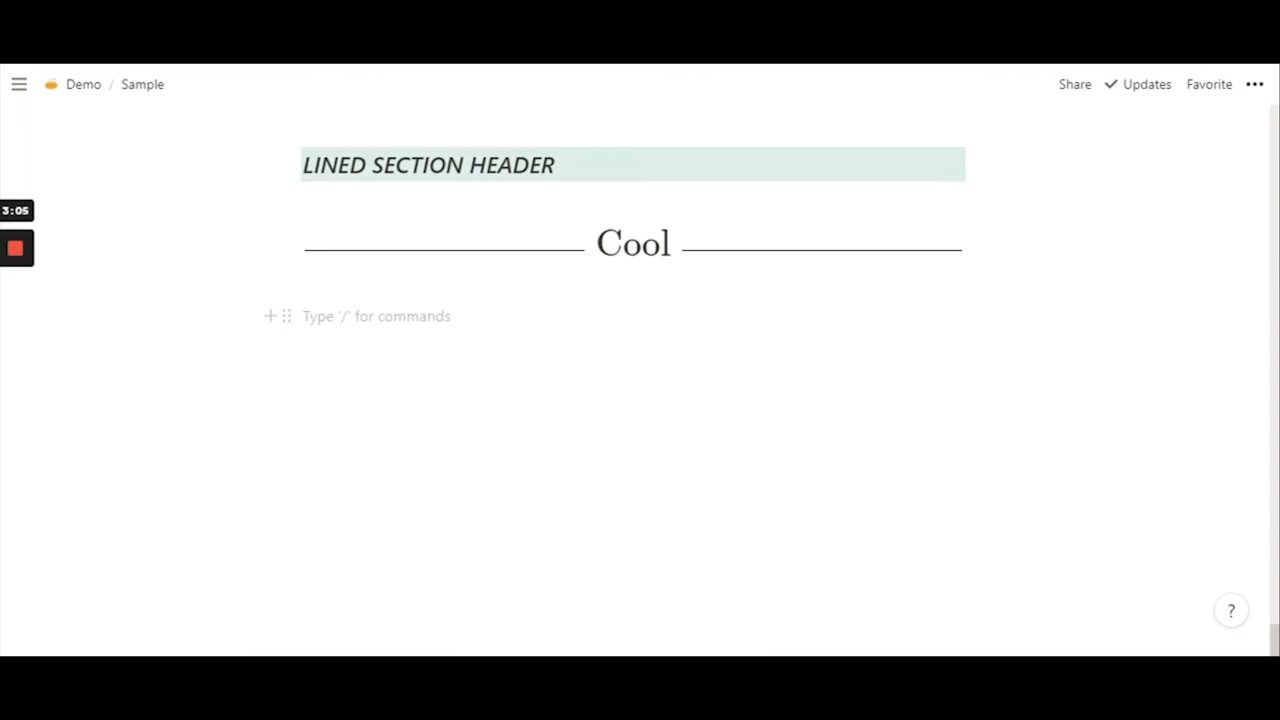 Demo / Sample
Share ✓ Updates Favorite •••
LINED SECTION HEADER
3:05
Cool
Type '/' for commands
?